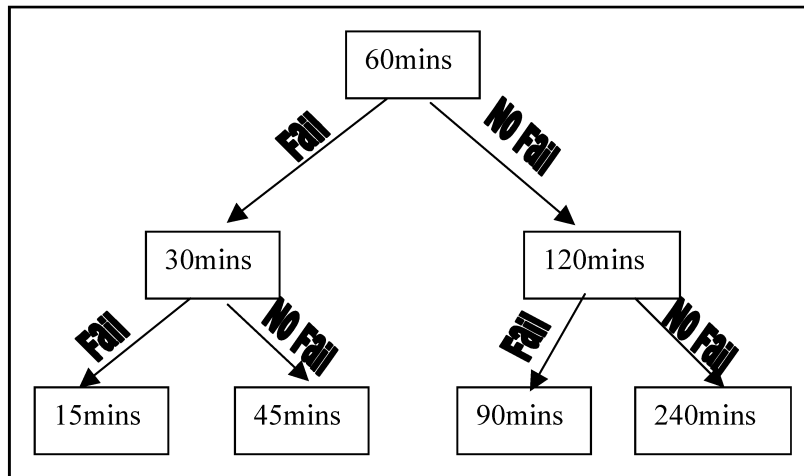 60mins
Fail
No Fail
30mins
120mins
Fail
No Fail
Fail
No Fail
15mins
45mins
90mins
240mins